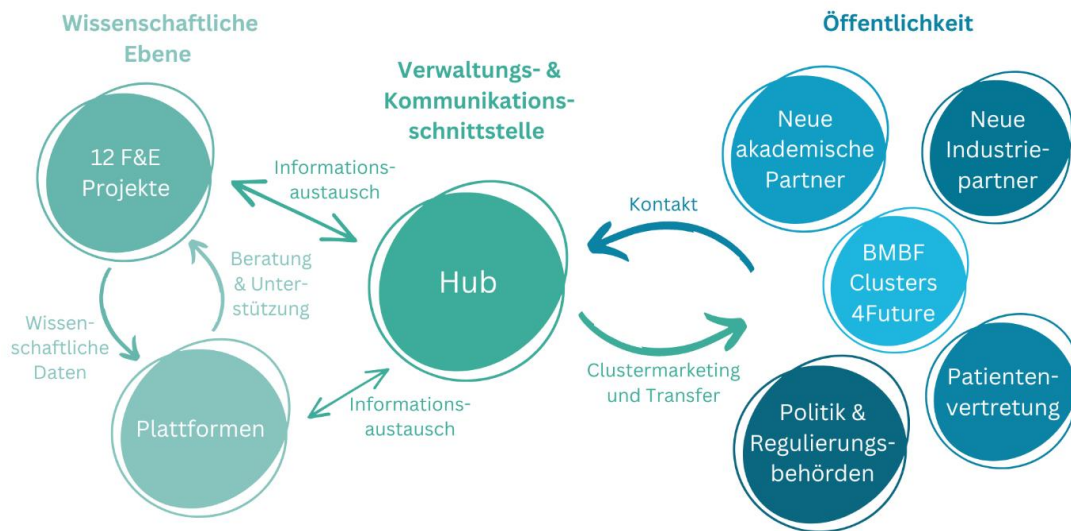 Wissenschaftliche
Ebene
12 F&E
Projekte
Informations-
austausch
Beratung
& Unter-
stützung
Wissen-
schaftliche
Daten
Plattformen
Informations-
austausch
Verwaltungs- &
Kommunikations-
schnittstelle
Hub
Kontakt
Clustermarketing
und Transfer
Öffentlichkeit
Neue
akademische
Partner
Neue
Industrie-
partner
BMBF
Clusters
4Future
Patienten-
vertretung
Politik &
Regulierungs-
behörden